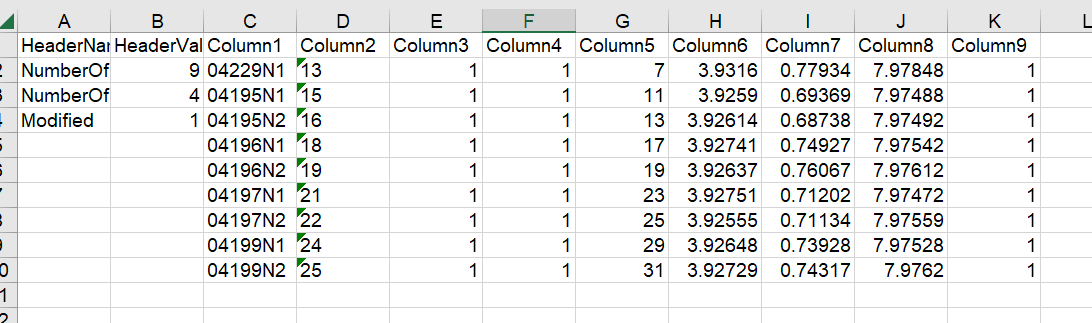 A B C D E F G H I J K L
HeaderNa HeaderVal Column1 Column2 Column3 Column4 Column5 Column6 Column7 Column8 Column9
2 NumberOf 9 04229N1 13 1 1 7 3.9316 0.77934 7.97848 1
3 NumberOf 4 04195N1 15 1 1 11 3.9259 0.69369 7.97488 1
4 Modified 1 04195N2 16 1 1 13 3.92614 0.68738 7.97492 1
5 04196N1 18 1 1 17 3.92741 0.74927 7.97542 1
6 04196N2 19 1 1 19 3.92637 0.76067 7.97612 1
7 04197N1 21 1 1 23 3.92751 0.71202 7.97472 1
8 04197N2 22 1 1 25 3.92555 0.71134 7.97559 1
9 04199N1 24 1 1 29 3.92648 0.73928 7.97528 1
0 04199N2 25 1 1 31 3.92729 0.74317 7.9762 1
1
2